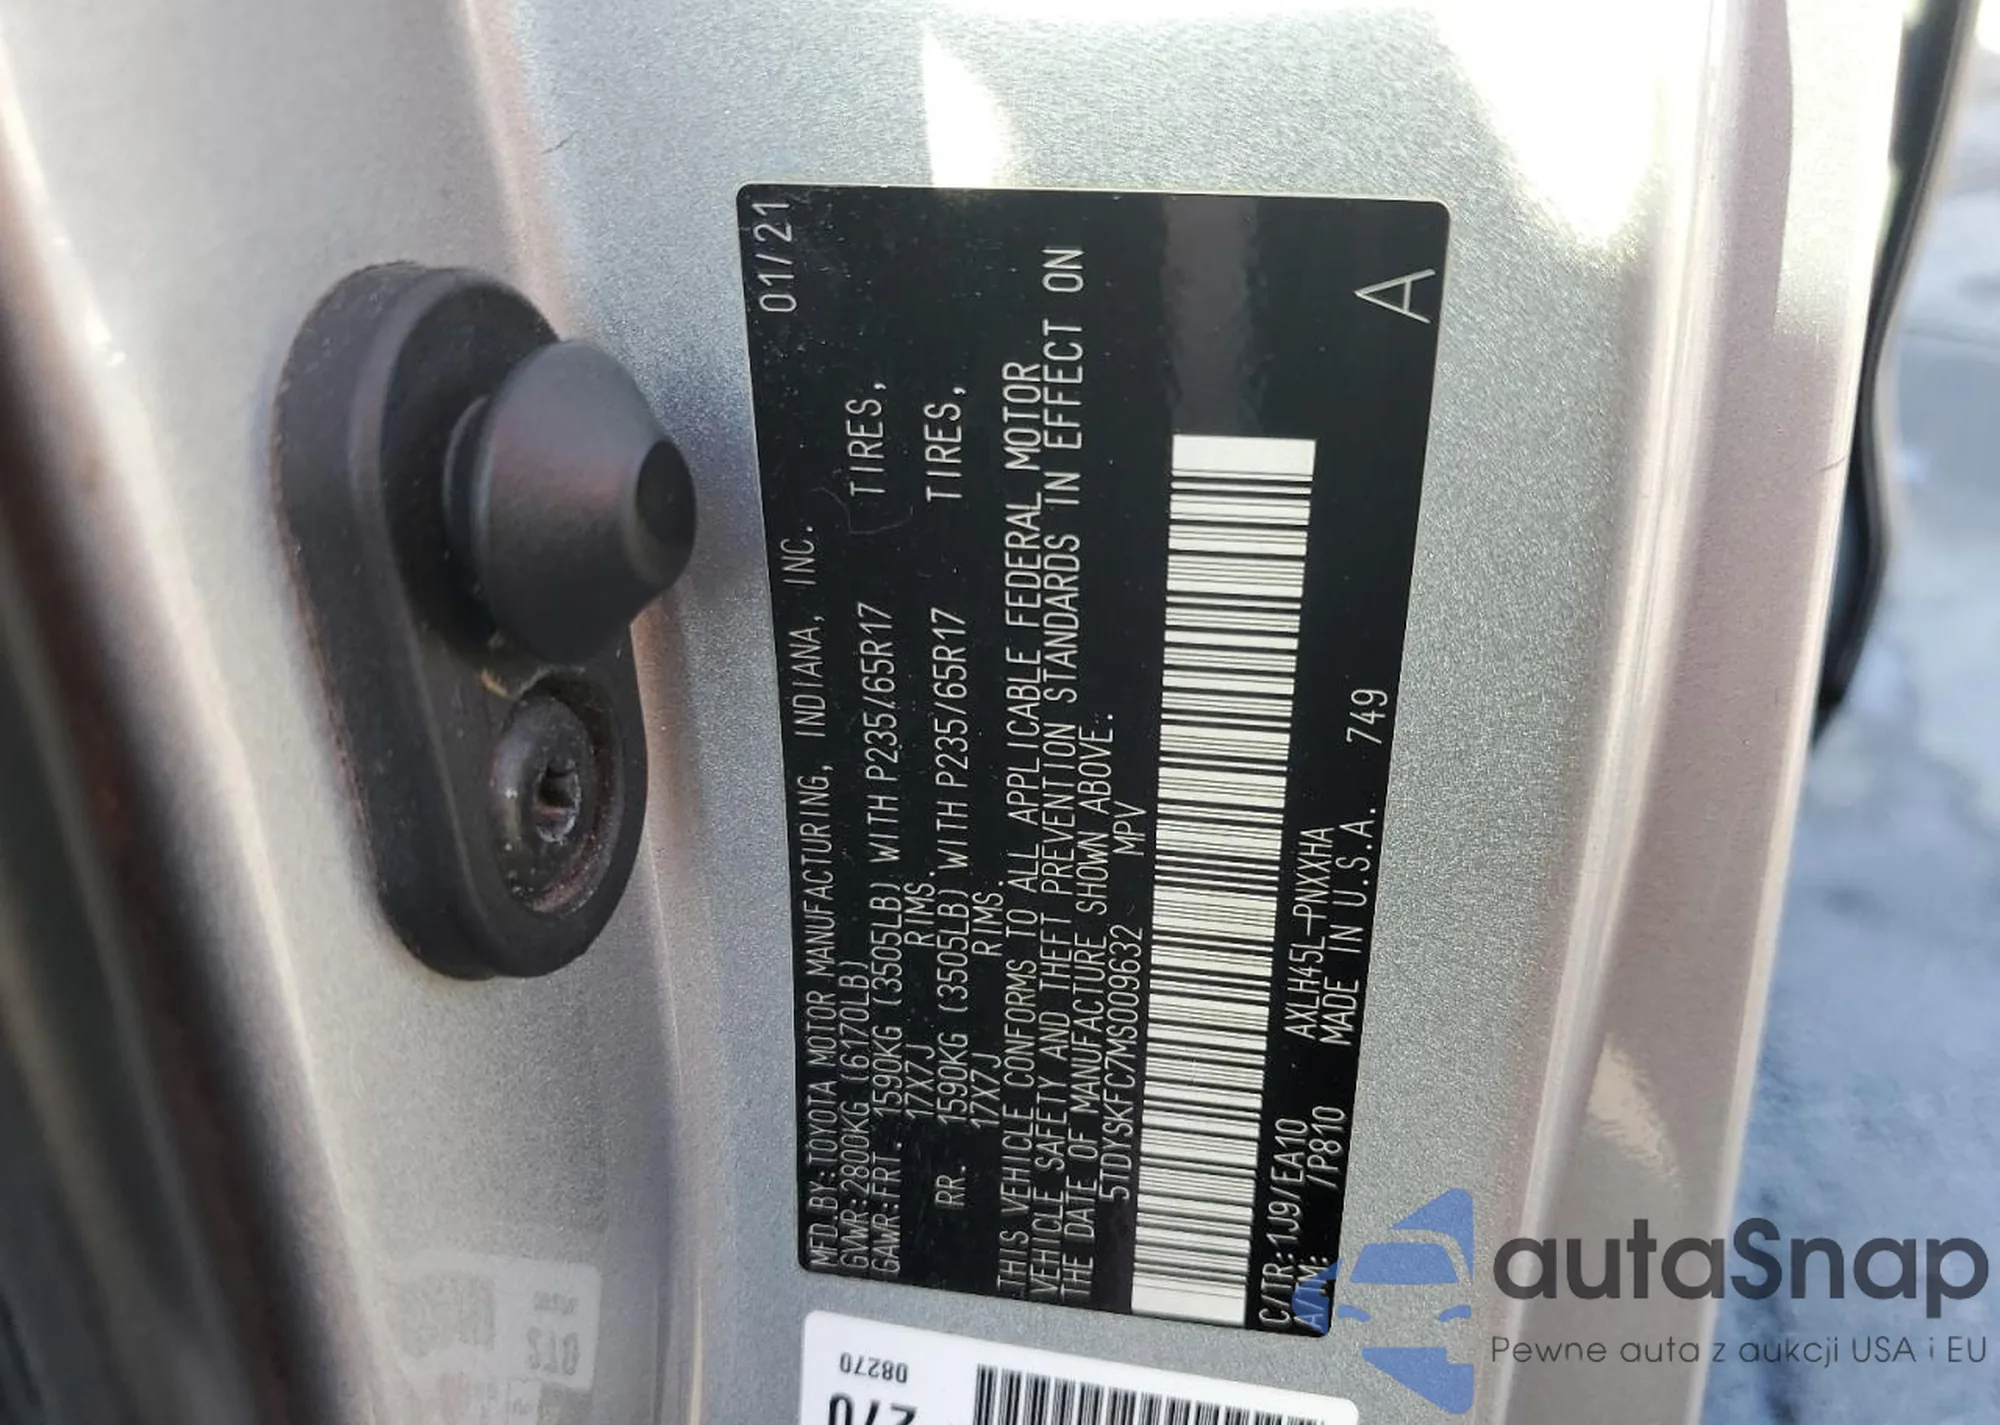 MFD.BY:TOYOTA MOTOR MANUFACTURING, INDIANA, INC. 01/21
GVWR:2800KG (6170LB)
GAWR:FRT. 1590KG (3505LB) WITH P235/65R17 TIRES,
17X7J RIMS.
RR. 1590KG (3505LB) WITH P235/65R17 TIRES,
17X7J RIMS.
THIS VEHICLE CONFORMS TO ALL APPLICABLE FEDERAL MOTOR
VEHICLE SAFETY AND THEFT PREVENTION STANDARDS IN EFFECT ON
THE DATE OF MANUFACTURE SHOWN ABOVE.
5TDYSKFC7MS009632 MPV
C/TR:1J9/EA10 AXLH45L-PNXXHA
A/TM: /P810 MADE IN U.S.A. 749
A
08270
270
autaSnap
Pewne auta z aukcji USA i EU